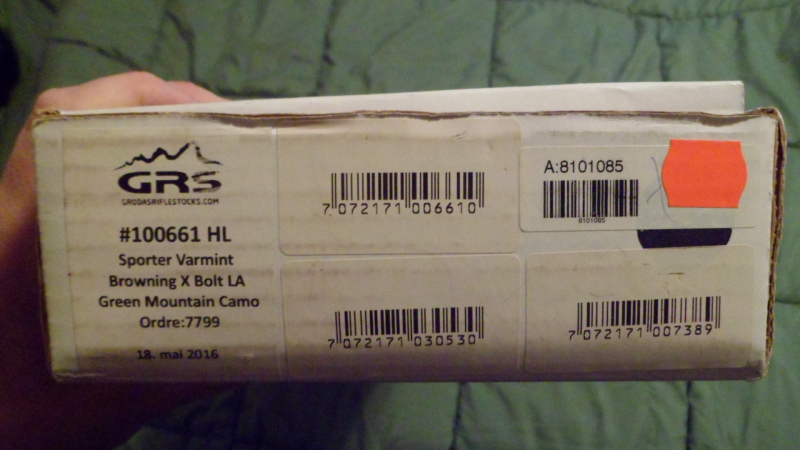 GRS
GRODASRIFLESTOCKS.COM
#100661 HL
Sporter Varmint
Browning X Bolt LA
Green Mountain Camo
Ordre:7799
18. mai 2016
7 072171 006610
7 072171 030530
A:8101085
8101085
7 072171 007389